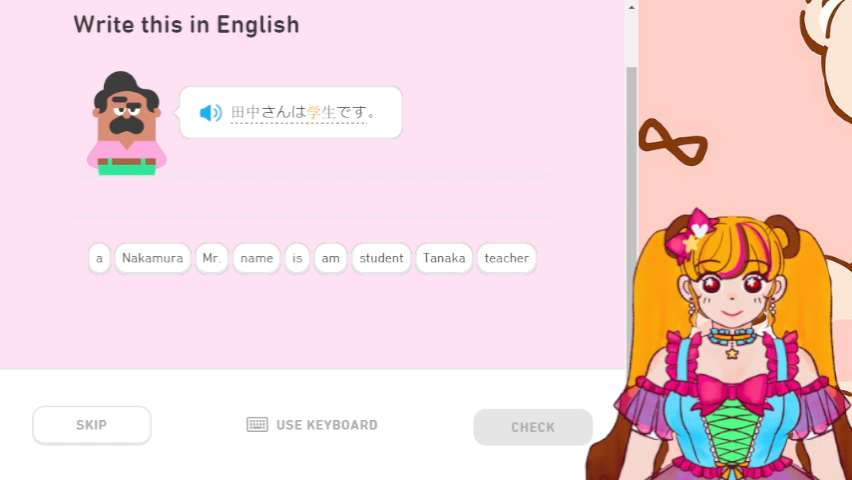 Write this in English
田中さんは学生です。
a Nakamura Mr. name is am student Tanaka teacher
SKIP USE KEYBOARD CHECK